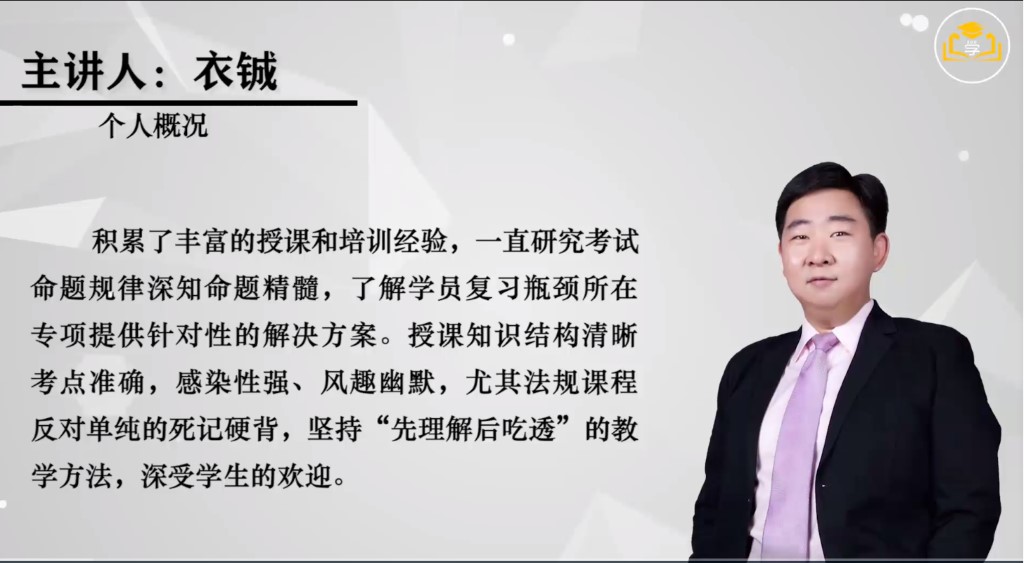 主讲人：衣铖
个人概况
学
积累了丰富的授课和培训经验，一直研究考试
命题规律深知命题精髓，了解学员复习瓶颈所在
专项提供针对性的解决方案。授课知识结构清晰
考点准确，感染性强、风趣幽默，尤其法规课程
反对单纯的死记硬背，坚持“先理解后吃透”的教
学方法，深受学生的欢迎。